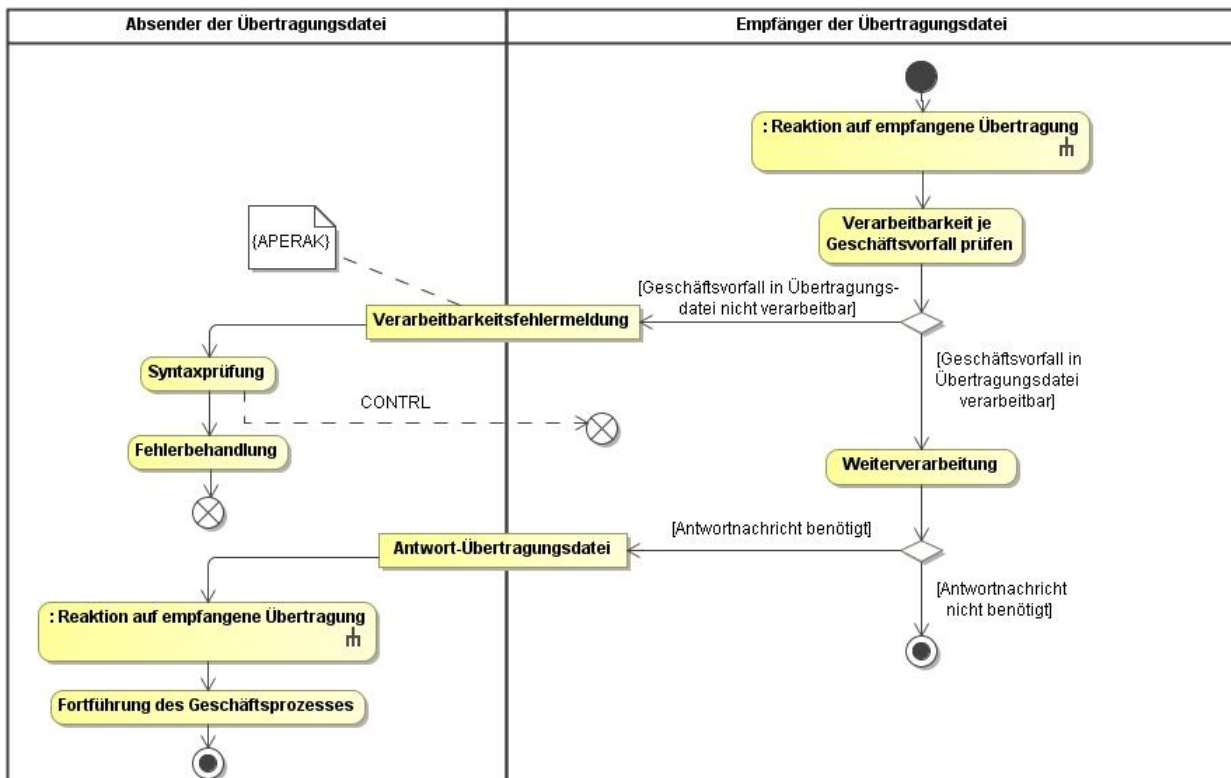 Absender der Übertragungsdatei
Empfänger der Übertragungsdatei
: Reaktion auf empfangene Übertragung
Verarbeitbarkeit je
Geschäftsvorfall prüfen
{APERAK}
[Geschäftsvorfall in Übertragungs-
datei nicht verarbeitbar]
Verarbeitbarkeitsfehlermeldung
[Geschäftsvorfall in
Übertragungsdatei
verarbeitbar]
Syntaxprüfung
CONTRL
Fehlerbehandlung
Weiterverarbeitung
[Antwortnachricht benötigt]
Antwort-Übertragungsdatei
[Antwortnachricht
nicht benötigt]
: Reaktion auf empfangene Übertragung
Fortführung des Geschäftsprozesses